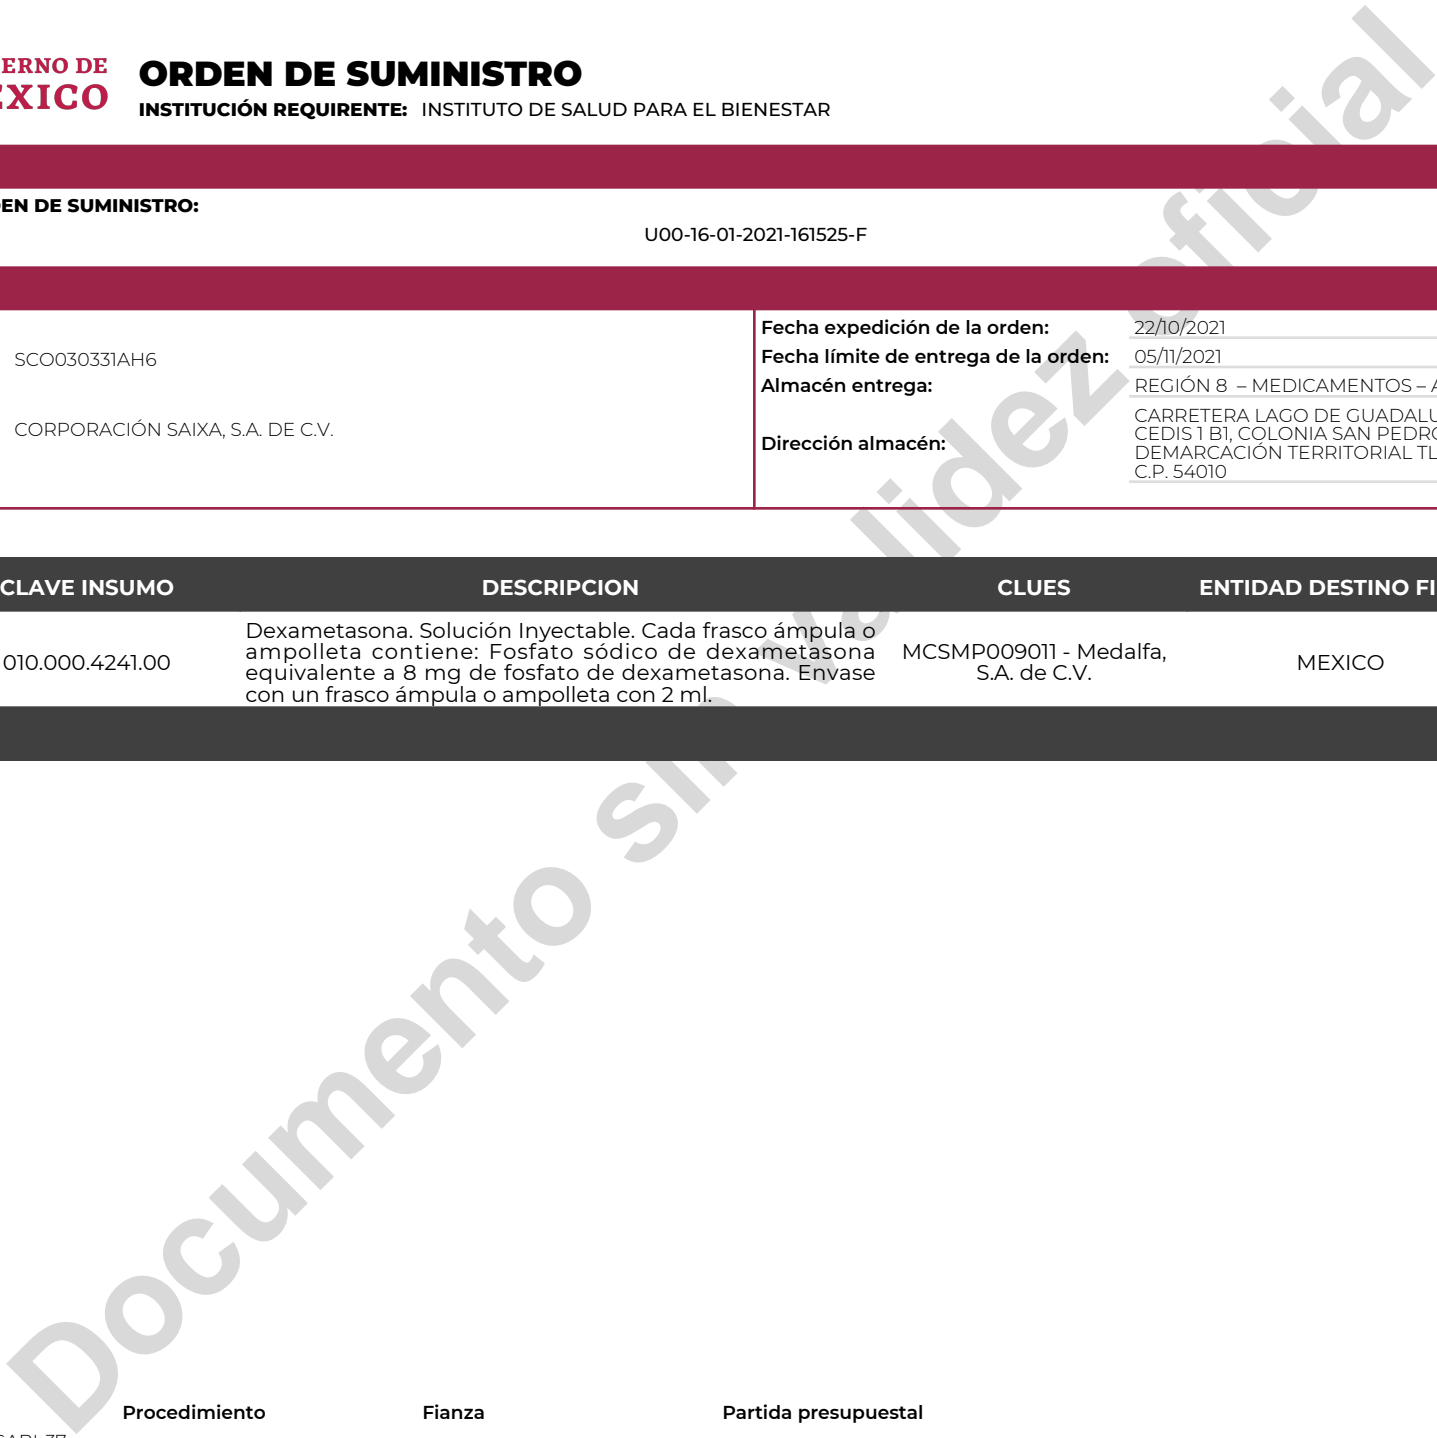 ERNO DE
ORDEN DE SUMINISTRO
INSTITUCIÓN REQUIRENTE: INSTITUTO DE SALUD PARA EL BIENESTAR
EXICO
EN DE SUMINISTRO:
U00-16-01-2021-161525-F
SCO030331AH6
CORPORACIÓN SAIXA, S.A. DE C.V.
Fecha expedición de la orden: 22/10/2021
Fecha límite de entrega de la orden: 05/11/2021
Almacén entrega: REGIÓN 8 – MEDICAMENTOS – A
Dirección almacén:
CARRETERA LAGO DE GUADALU
CEDIS 1 B1, COLONIA SAN PEDRO
DEMARCACIÓN TERRITORIAL TL
C.P. 54010
CLAVE INSUMO DESCRIPCION CLUES ENTIDAD DESTINO FI
010.000.4241.00
Dexametasona. Solución Inyectable. Cada frasco ámpula o
ampolleta contiene: Fosfato sódico de dexametasona
equivalente a 8 mg de fosfato de dexametasona. Envase
con un frasco ámpula o ampolleta con 2 ml.
MCSMP009011 - Medalfa,
S.A. de C.V.
MEXICO
Documento sin validez oficial
Procedimiento Fianza Partida presupuestal